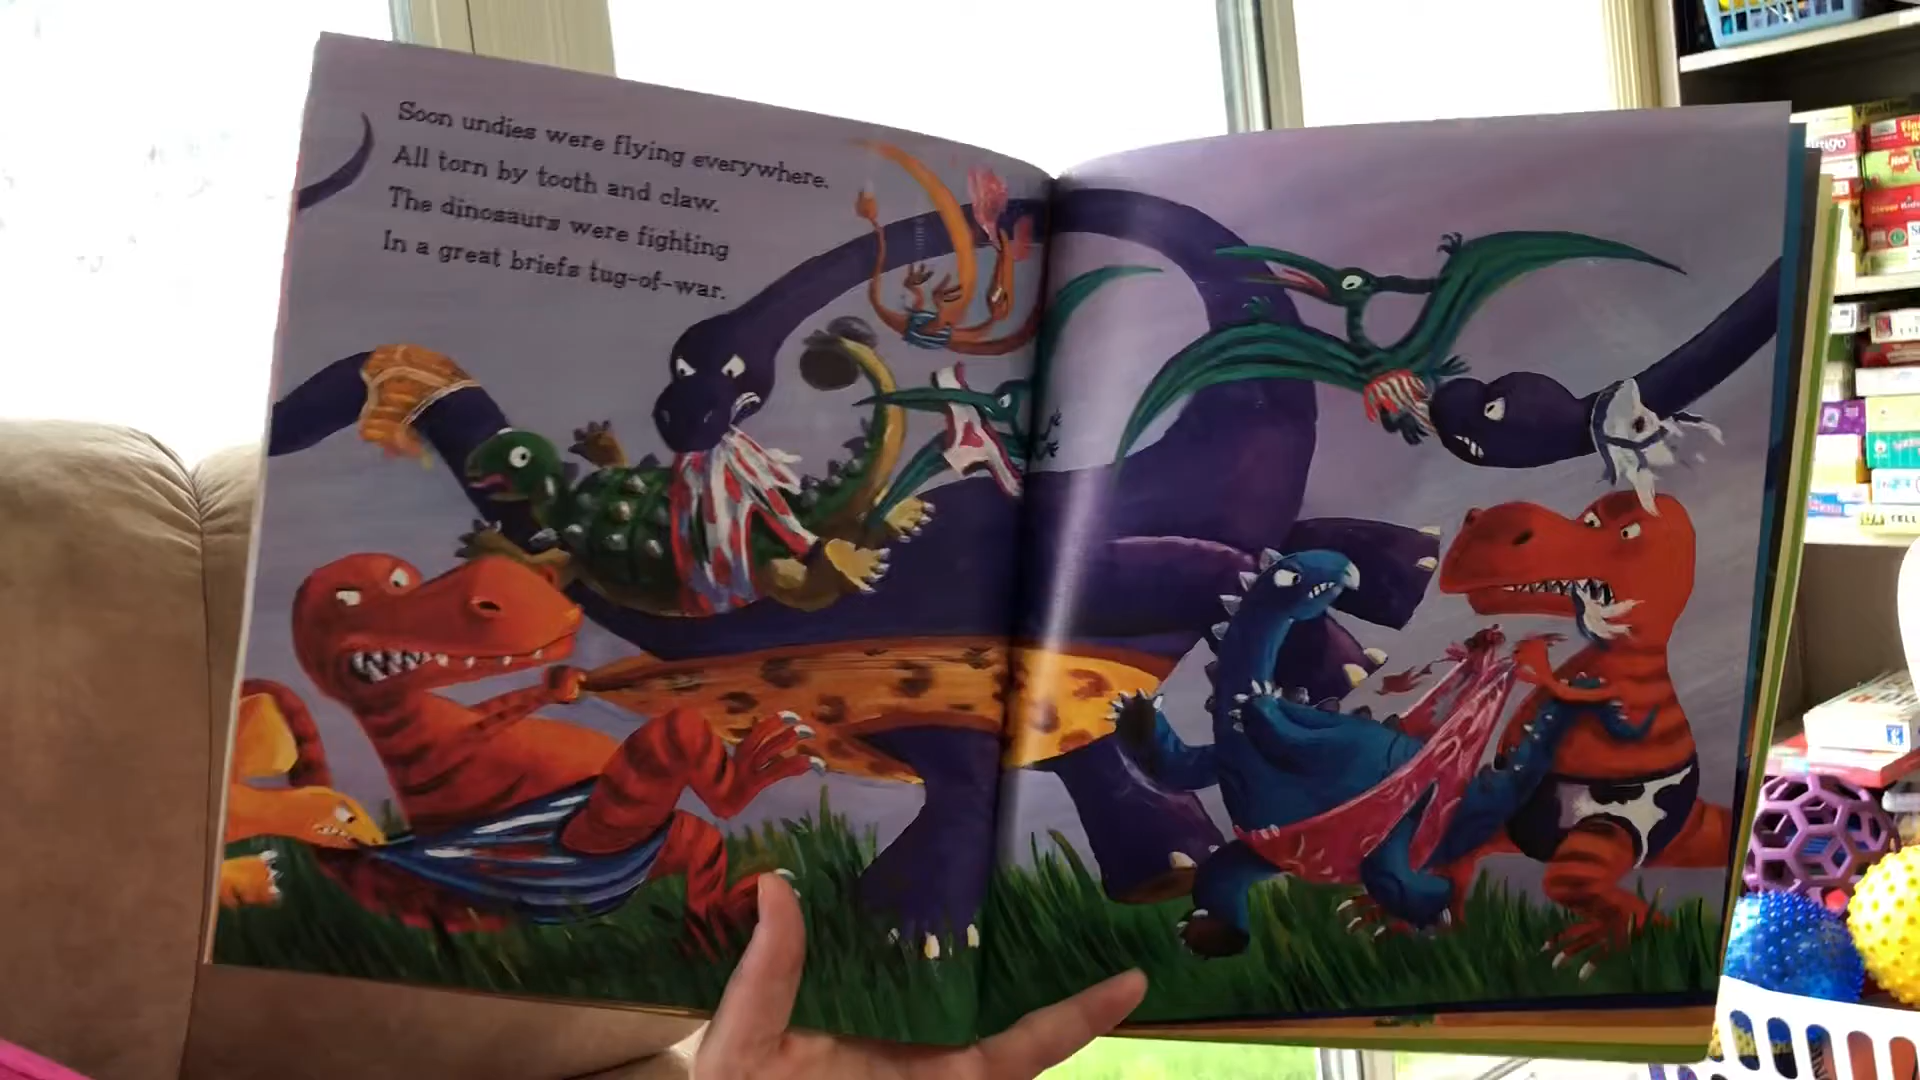 Soon undies were flying everywhere.
All torn by tooth and claw.
The dinosaurs were fighting
In a great briefs tug-of-war.